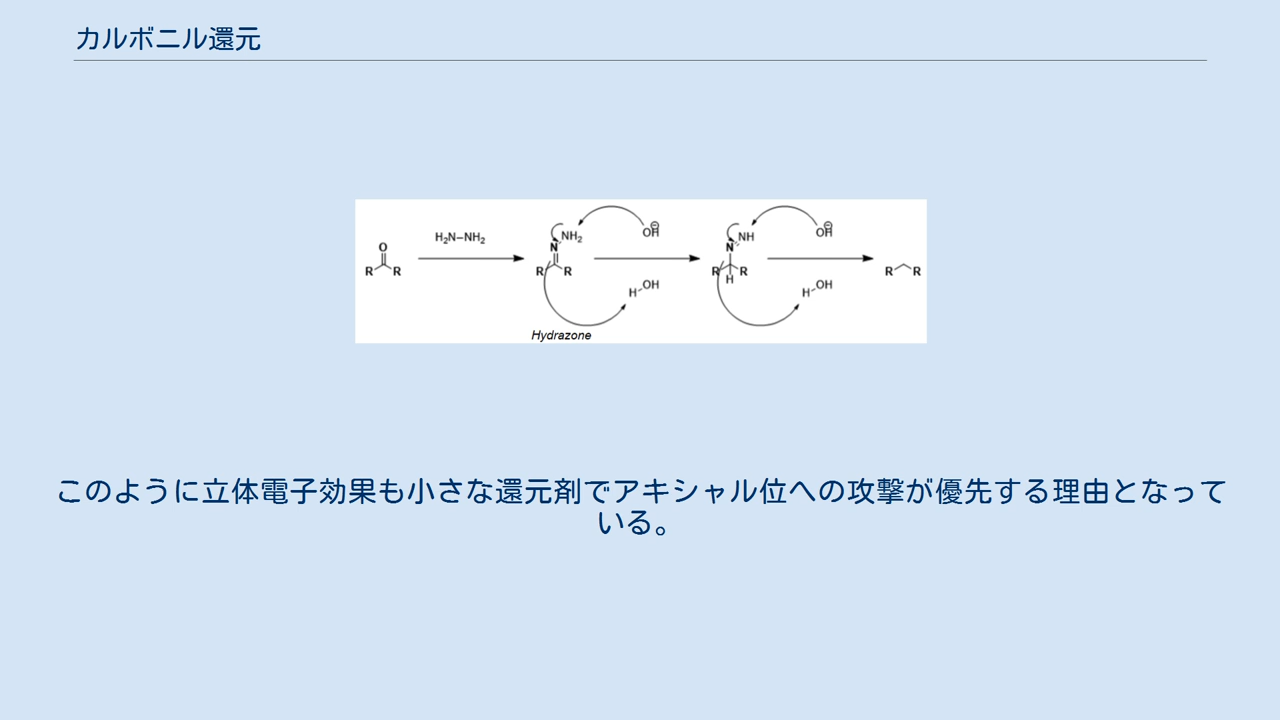 カルボニル還元
O
R R
H₂N−NH₂
NH₂
N
R R
Hydrazone
OH
⊖
H OH
NH
N
R R
H
OH
⊖
H OH
R R
このように立体電子効果も小さな還元剤でアキシャル位への攻撃が優先する理由となって
いる。